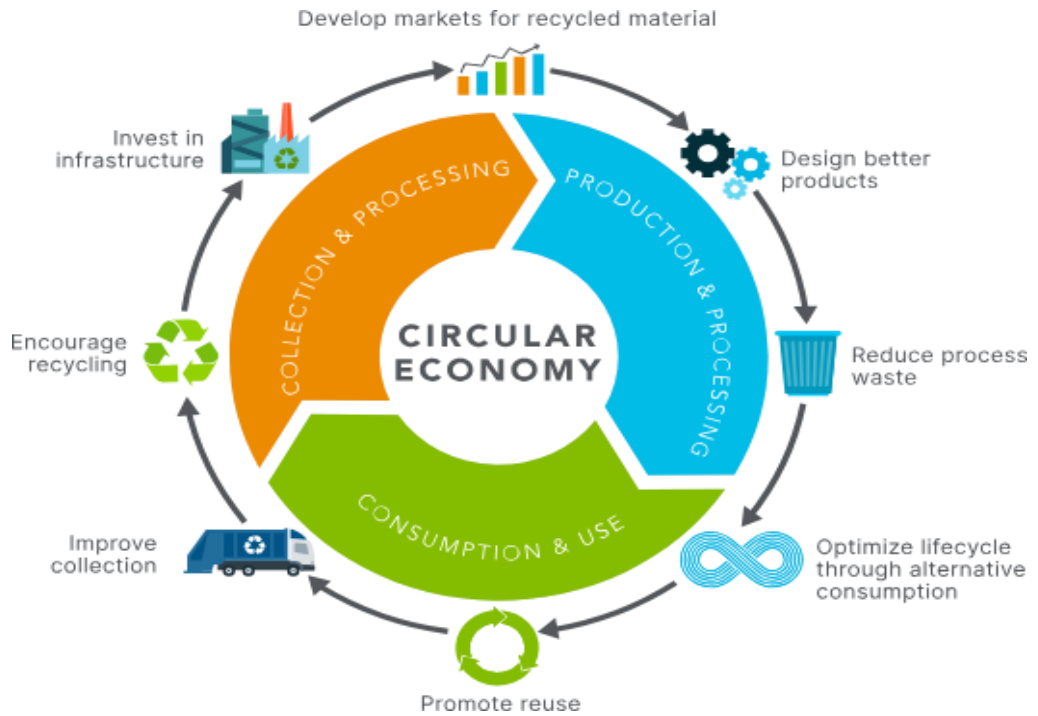 Develop markets for recycled material
Invest in
infrastructure
Design better
products
COLLECTION & PROCESSING
PRODUCTION & PROCESSING
CIRCULAR
ECONOMY
Encourage
recycling
Reduce process
waste
CONSUMPTION & USE
Improve
collection
Optimize lifecycle
through alternative
consumption
Promote reuse